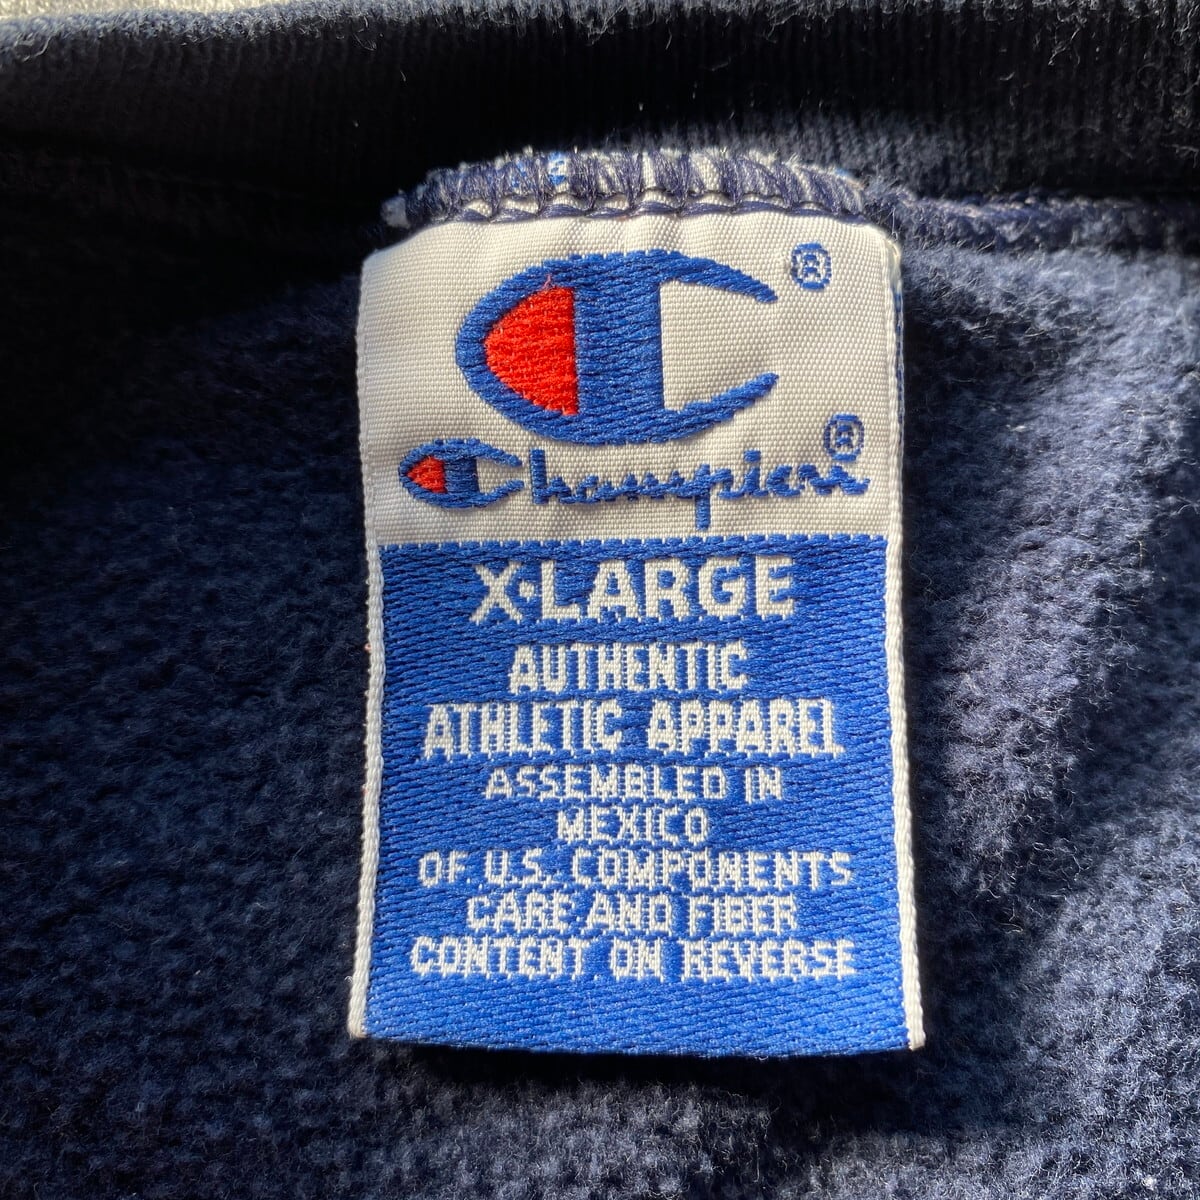 C®
Champion®
X·LARGE
AUTHENTIC
ATHLETIC APPAREL
ASSEMBLED IN
MEXICO
OF U.S. COMPONENTS
CARE AND FIBER
CONTENT ON REVERSE